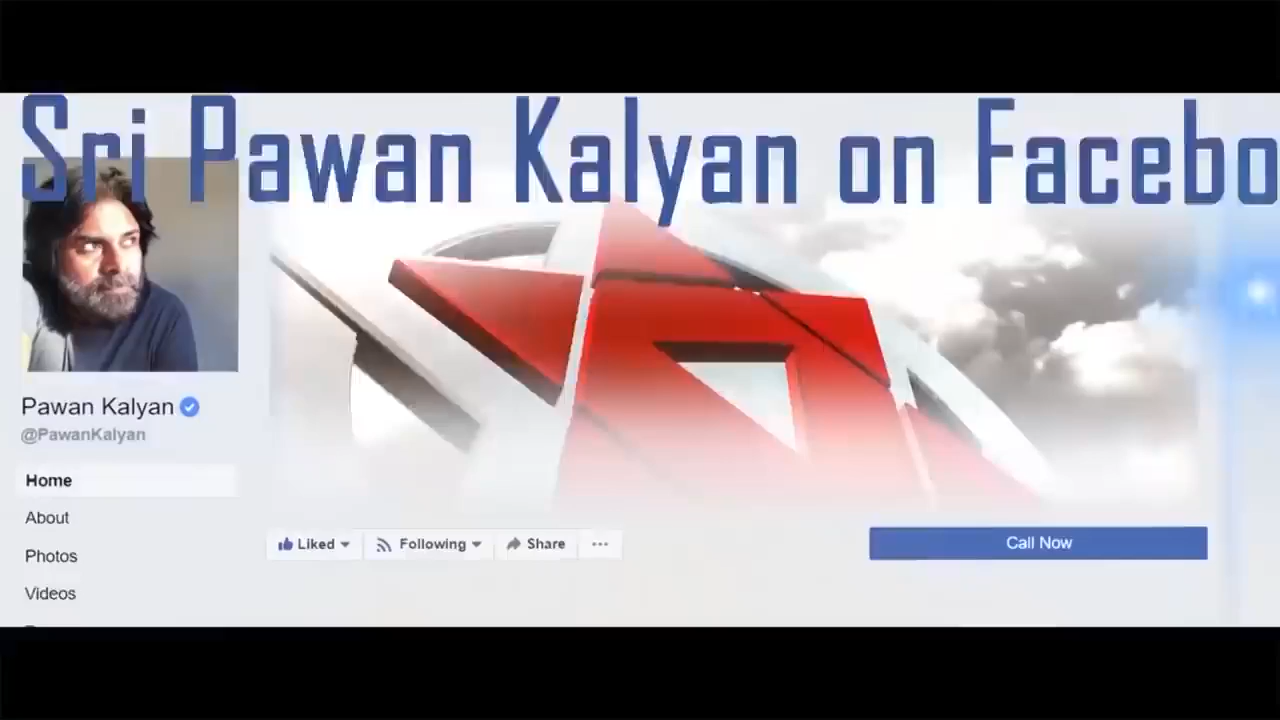 Sri Pawan Kalyan on Facebo
Pawan Kalyan
@PawanKalyan
Home
About
Photos
Videos
Liked
Following
Share
Call Now